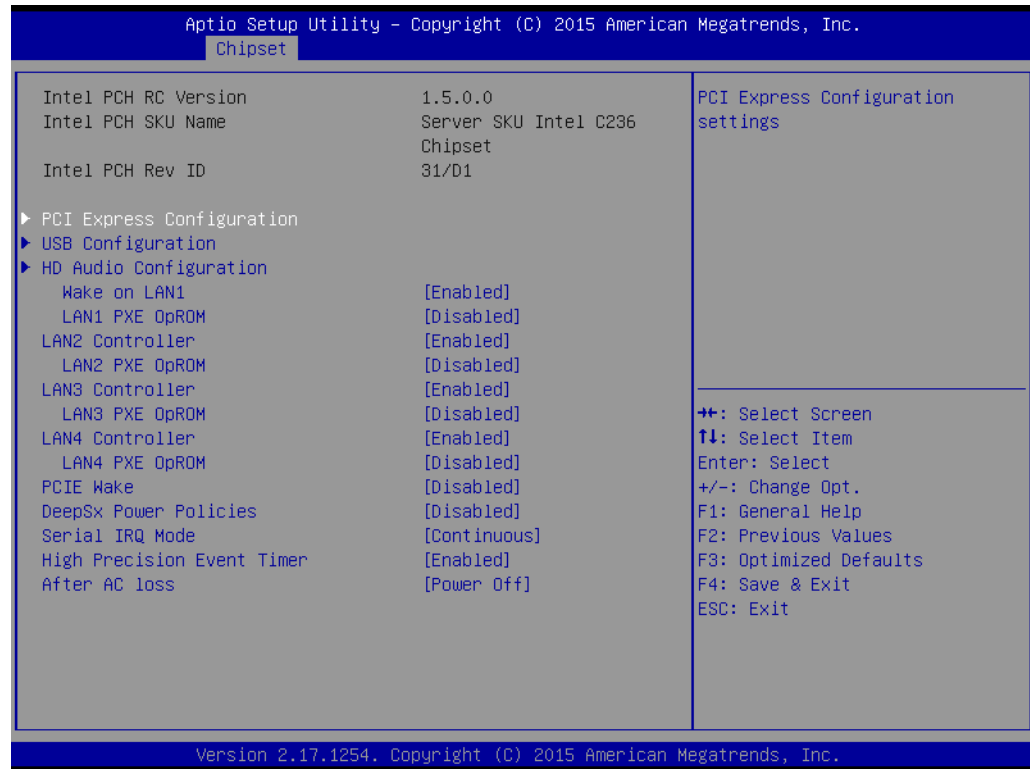 Aptio Setup Utility – Copyright (C) 2015 American Megatrends, Inc.
Chipset
Intel PCH RC Version 1.5.0.0
Intel PCH SKU Name Server SKU Intel C236
Chipset
Intel PCH Rev ID 31/D1
▶ PCI Express Configuration
▶ USB Configuration
▶ HD Audio Configuration
Wake on LAN1 [Enabled]
LAN1 PXE OpROM [Disabled]
LAN2 Controller [Enabled]
LAN2 PXE OpROM [Disabled]
LAN3 Controller [Enabled]
LAN3 PXE OpROM [Disabled]
LAN4 Controller [Enabled]
LAN4 PXE OpROM [Disabled]
PCIE Wake [Disabled]
DeepSx Power Policies [Disabled]
Serial IRQ Mode [Continuous]
High Precision Event Timer [Enabled]
After AC loss [Power Off]
PCI Express Configuration
settings
→←: Select Screen
↑↓: Select Item
Enter: Select
+/-: Change Opt.
F1: General Help
F2: Previous Values
F3: Optimized Defaults
F4: Save & Exit
ESC: Exit
Version 2.17.1254. Copyright (C) 2015 American Megatrends, Inc.